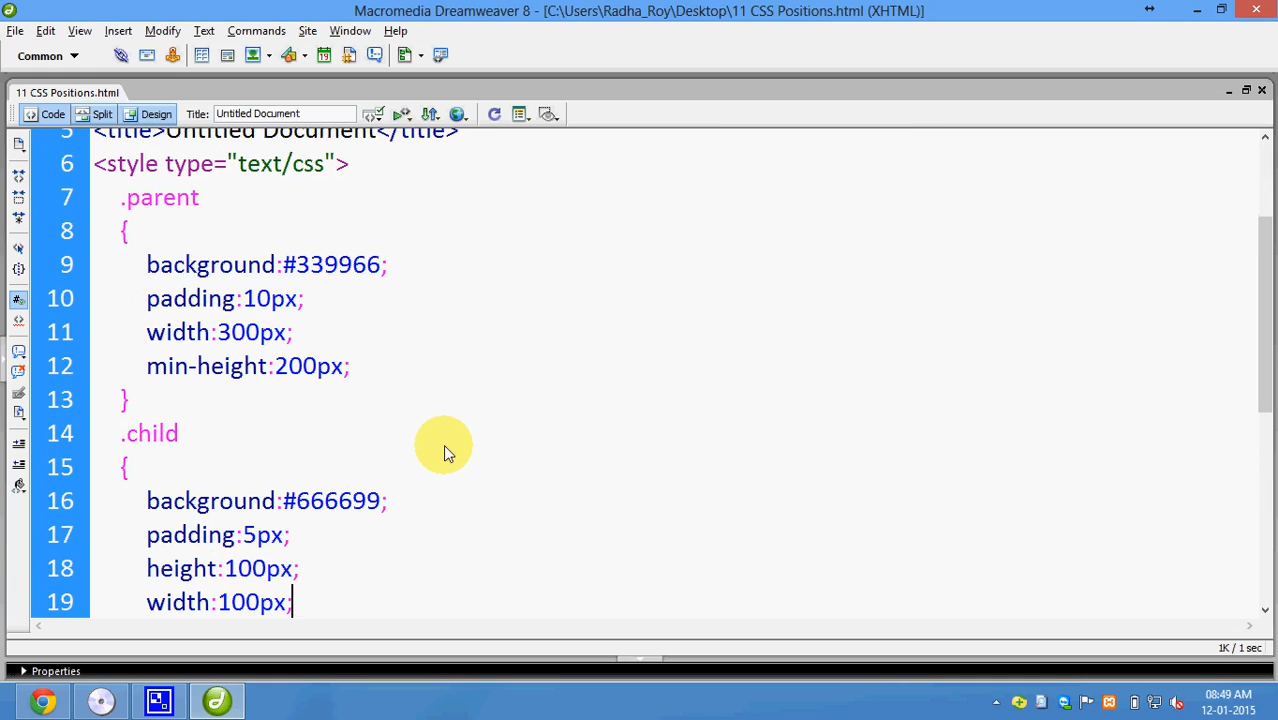 Macromedia Dreamweaver 8 - [C:\Users\Radha_Roy\Desktop\11 CSS Positions.html (XHTML)]
File Edit View Insert Modify Text Commands Site Window Help
Common
11 CSS Positions.html
Code Split Design Title: Untitled Document
5 <title>Untitled Document</title>
6 <style type="text/css">
7 .parent
8 {
9 background:#339966;
10 padding:10px;
11 width:300px;
12 min-height:200px;
13 }
14 .child
15 {
16 background:#666699;
17 padding:5px;
18 height:100px;
19 width:100px;
1K / 1 sec
Properties
08:49 AM
12-01-2015